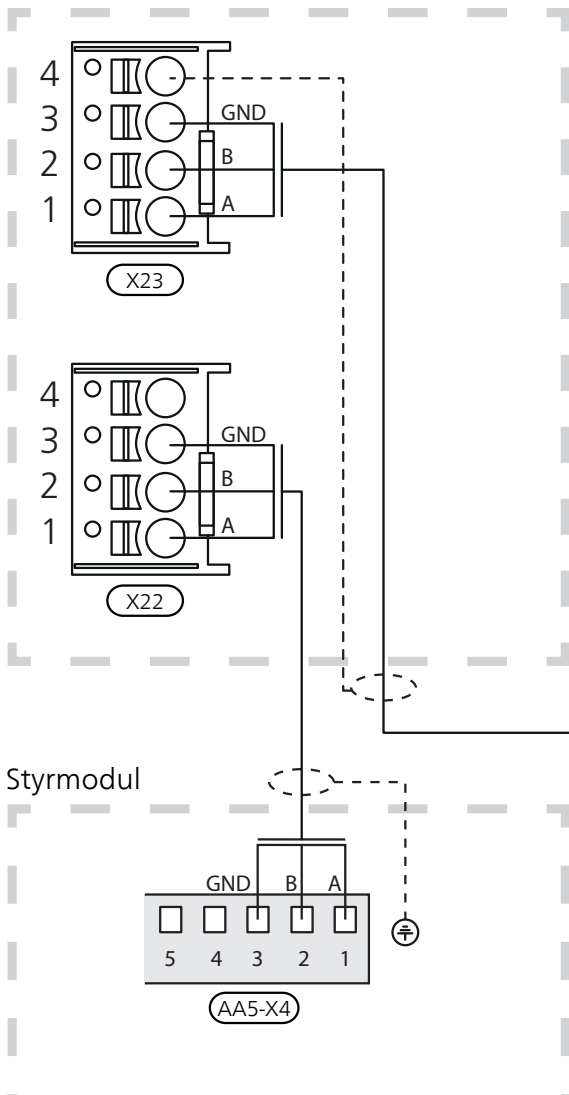 4
3 GND
2 B
1 A
X23
4
3 GND
2 B
1 A
X22
Styrmodul
GND B A
5 4 3 2 1
AA5-X4